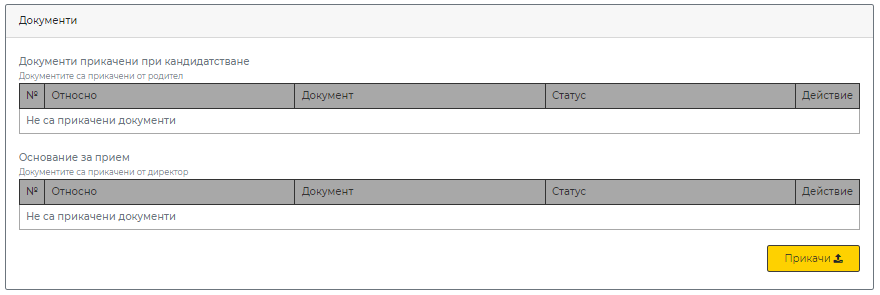 Документи
Документи прикачени при кандидатстване
Документите са прикачени от родител
№ Относно Документ Статус Действие
Не са прикачени документи
Основание за прием
Документите са прикачени от директор
№ Относно Документ Статус Действие
Не са прикачени документи
Прикачи